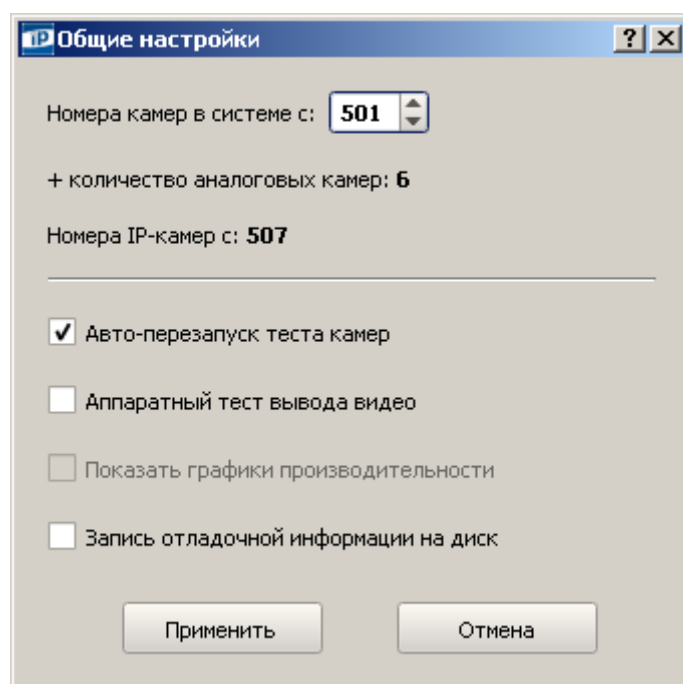 IP Общие настройки
Номера камер в системе с: 501
+ количество аналоговых камер: 6
Номера IP-камер с: 507
Авто-перезапуск теста камер
Аппаратный тест вывода видео
Показать графики производительности
Запись отладочной информации на диск
Применить Отмена